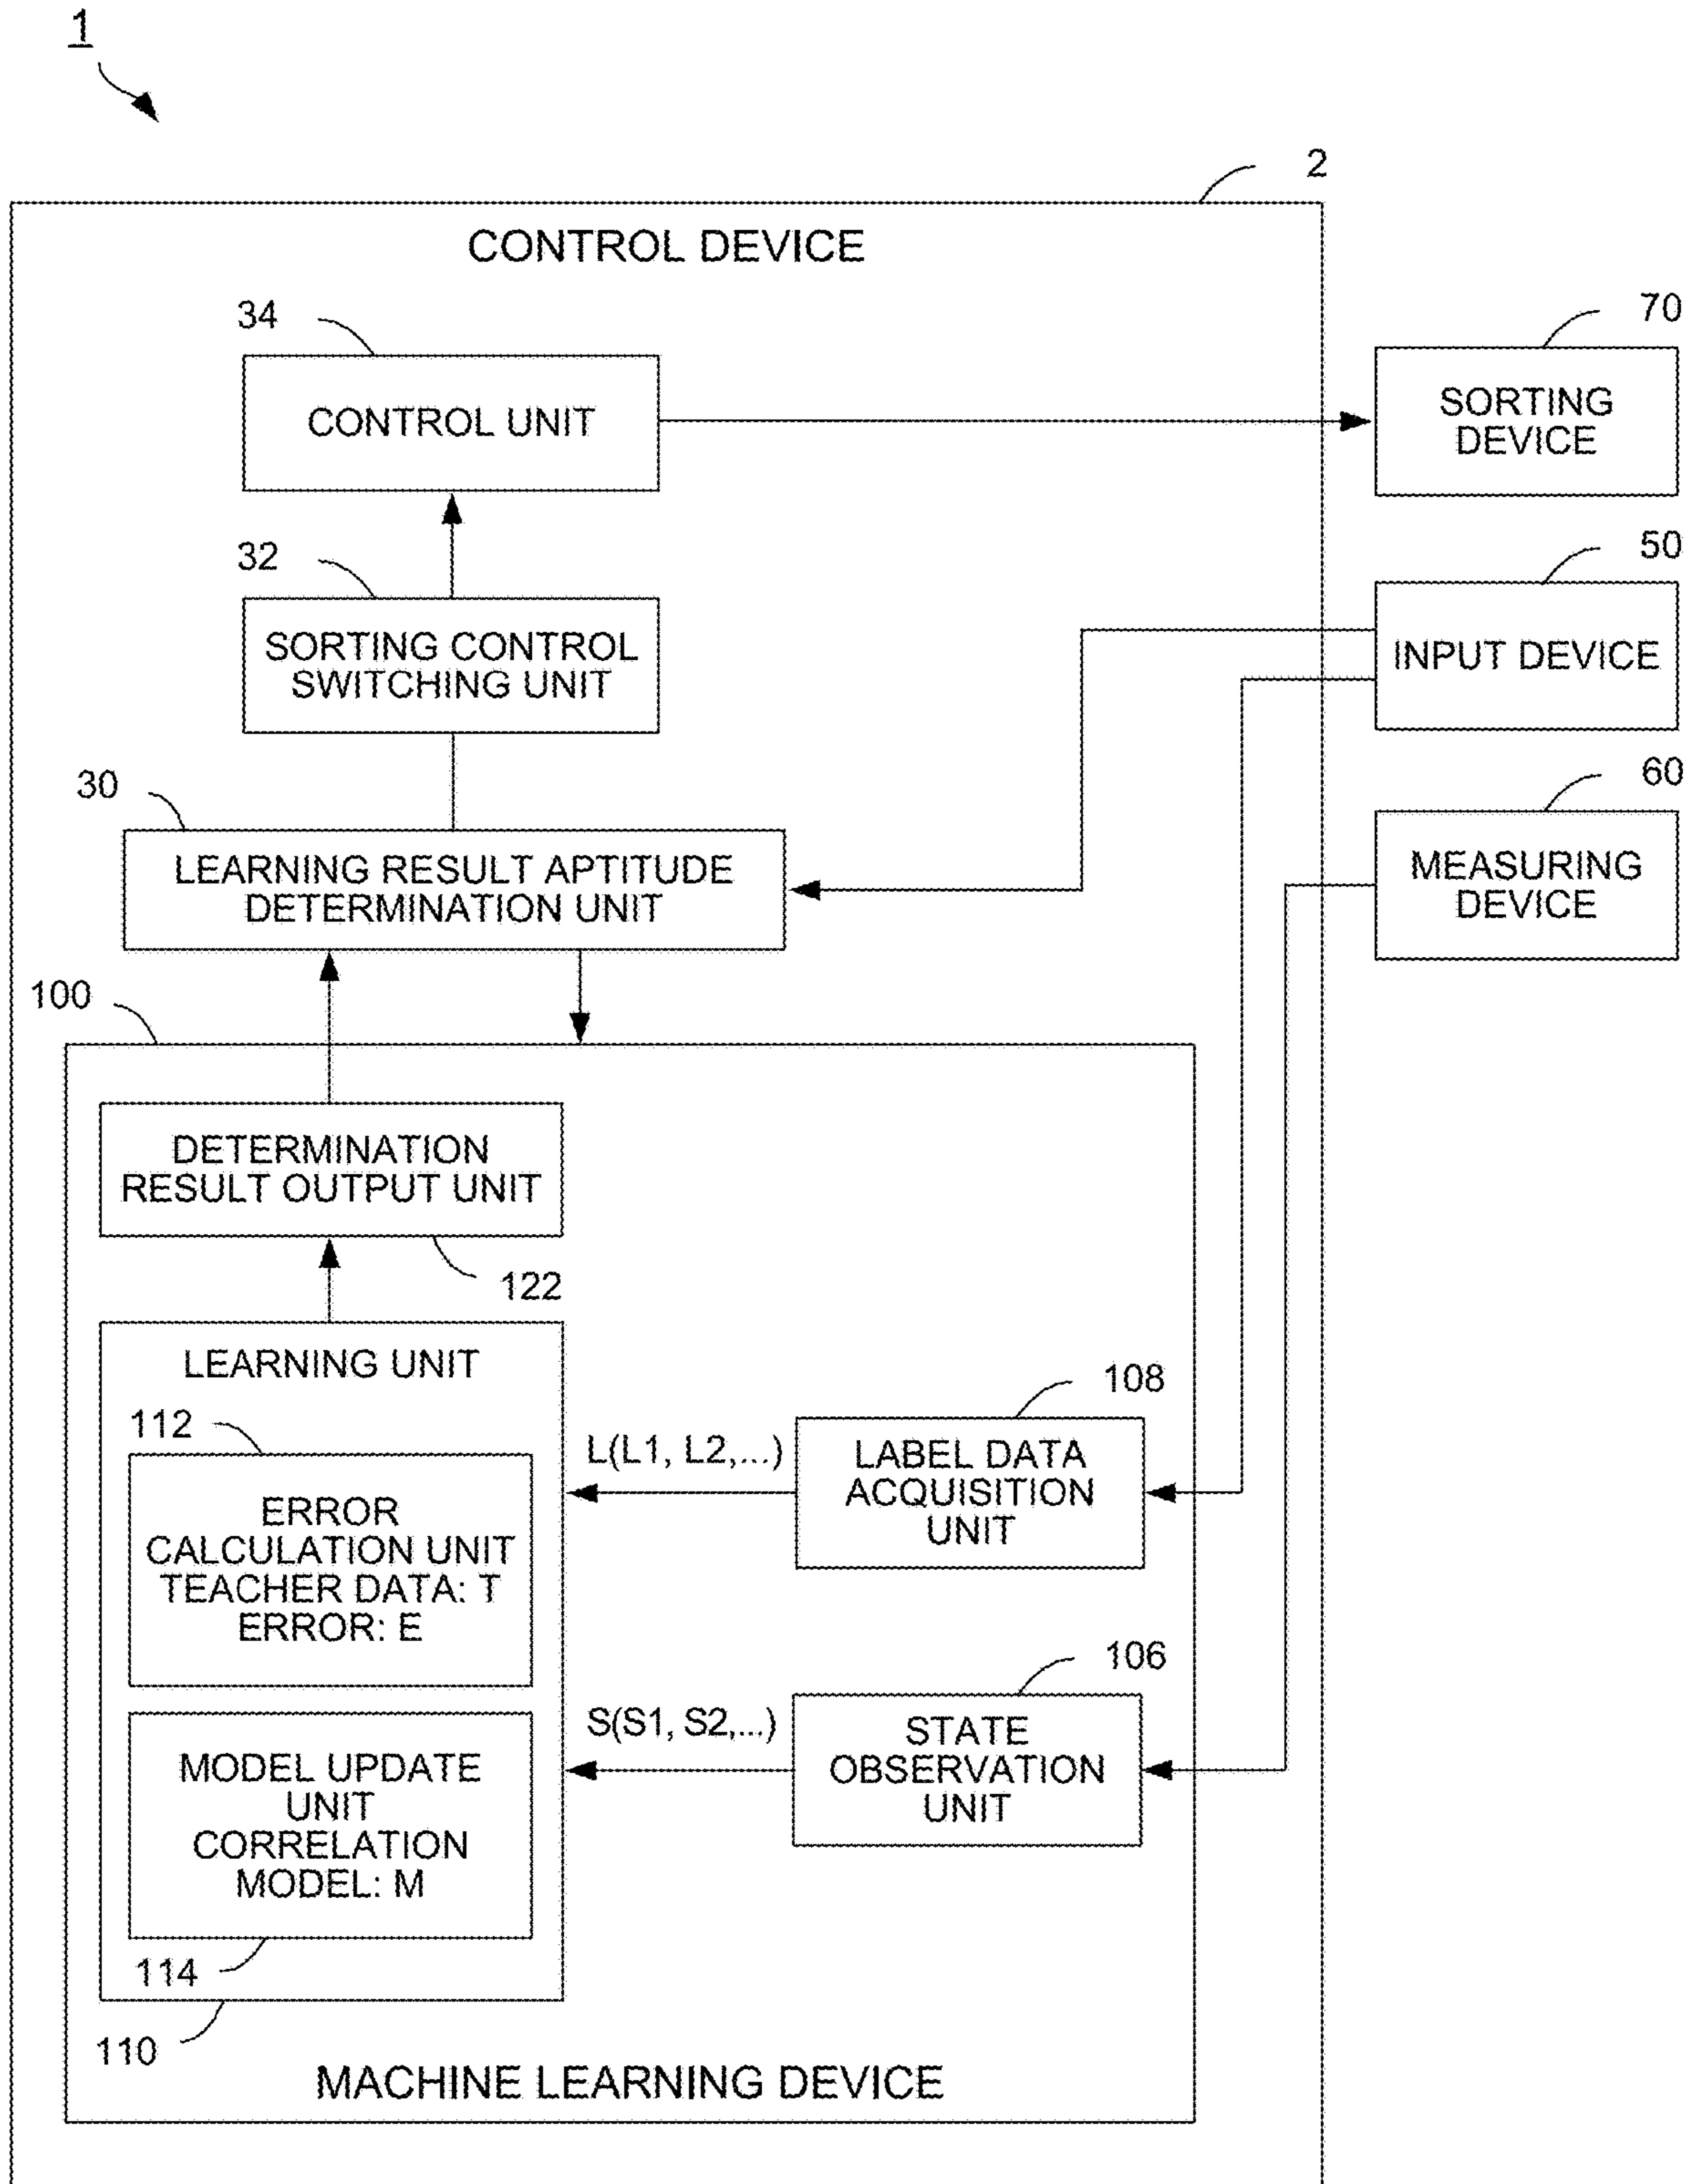 1
2
CONTROL DEVICE
34
CONTROL UNIT
70
SORTING
DEVICE
32
SORTING CONTROL
SWITCHING UNIT
50
INPUT DEVICE
30
LEARNING RESULT APTITUDE
DETERMINATION UNIT
60
MEASURING
DEVICE
100
DETERMINATION
RESULT OUTPUT UNIT
122
LEARNING UNIT
112
ERROR
CALCULATION UNIT
TEACHER DATA: T
ERROR: E
L(L1, L2,...)
108
LABEL DATA
ACQUISITION
UNIT
MODEL UPDATE
UNIT
CORRELATION
MODEL: M
114
110
S(S1, S2,...)
106
STATE
OBSERVATION
UNIT
MACHINE LEARNING DEVICE